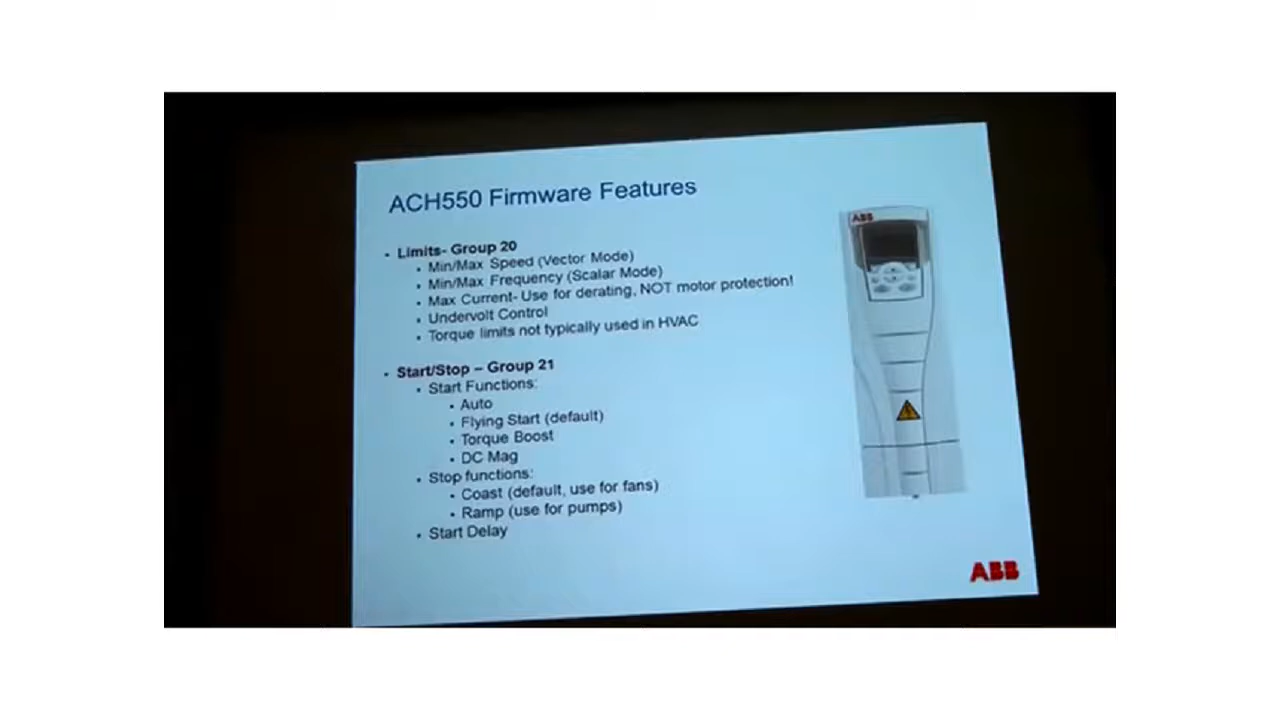 ACH550 Firmware Features
Limits- Group 20
Min/Max Speed (Vector Mode)
Min/Max Frequency (Scalar Mode)
Max Current- Use for derating, NOT motor protection!
Undervolt Control
Torque limits not typically used in HVAC
Start/Stop – Group 21
Start Functions:
Auto
Flying Start (default)
Torque Boost
DC Mag
Stop functions:
Coast (default, use for fans)
Ramp (use for pumps)
Start Delay
ABB
ABB